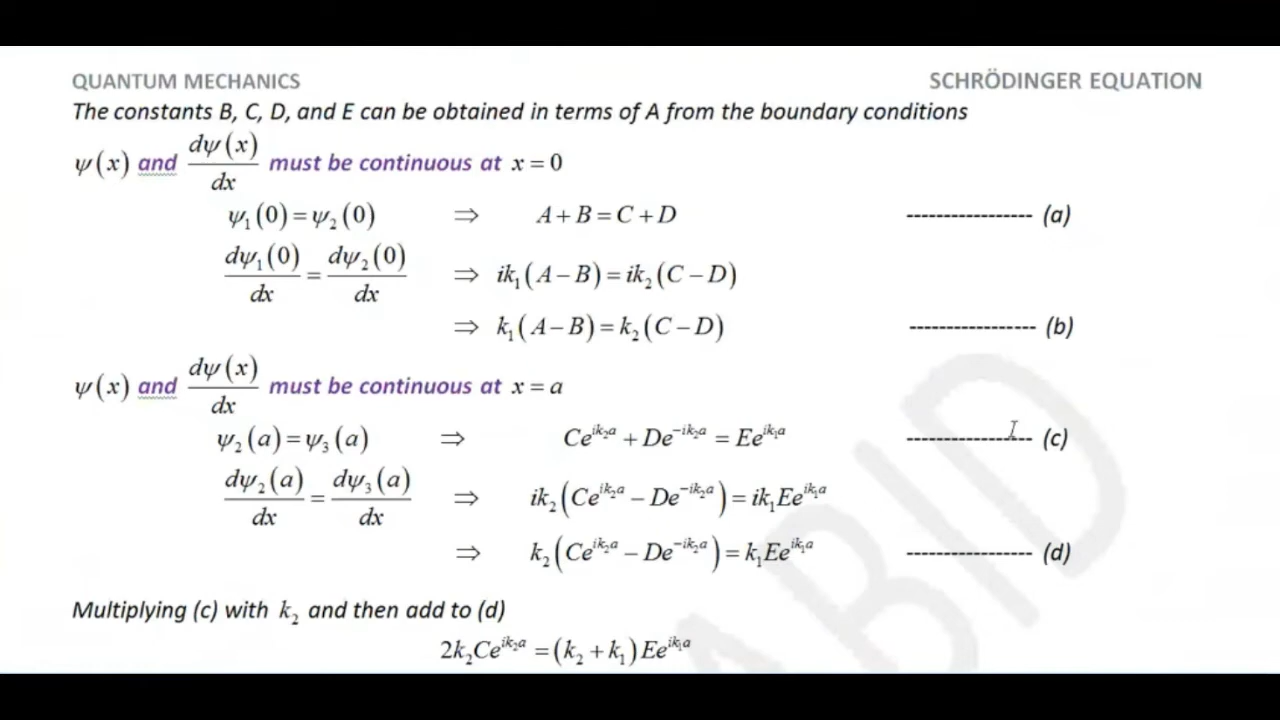 QUANTUM MECHANICS SCHRÖDINGER EQUATION
The constants B, C, D, and E can be obtained in terms of A from the boundary conditions
ψ(x) and dψ(x)/dx must be continuous at x = 0
ψ₁(0) = ψ₂(0) ⇒ A + B = C + D ----------------- (a)
dψ₁(0)/dx = dψ₂(0)/dx ⇒ ik₁(A − B) = ik₂(C − D)
⇒ k₁(A − B) = k₂(C − D) ----------------- (b)
ψ(x) and dψ(x)/dx must be continuous at x = a
ψ₂(a) = ψ₃(a) ⇒ Ce^{ik₂a} + De^{−ik₂a} = Ee^{ik₁a} ----------------- (c)
dψ₂(a)/dx = dψ₃(a)/dx ⇒ ik₂(Ce^{ik₂a} − De^{−ik₂a}) = ik₁Ee^{ik₁a}
⇒ k₂(Ce^{ik₂a} − De^{−ik₂a}) = k₁Ee^{ik₁a} ----------------- (d)
Multiplying (c) with k₂ and then add to (d)
2k₂Ce^{ik₂a} = (k₂ + k₁)Ee^{ik₁a}
ABID